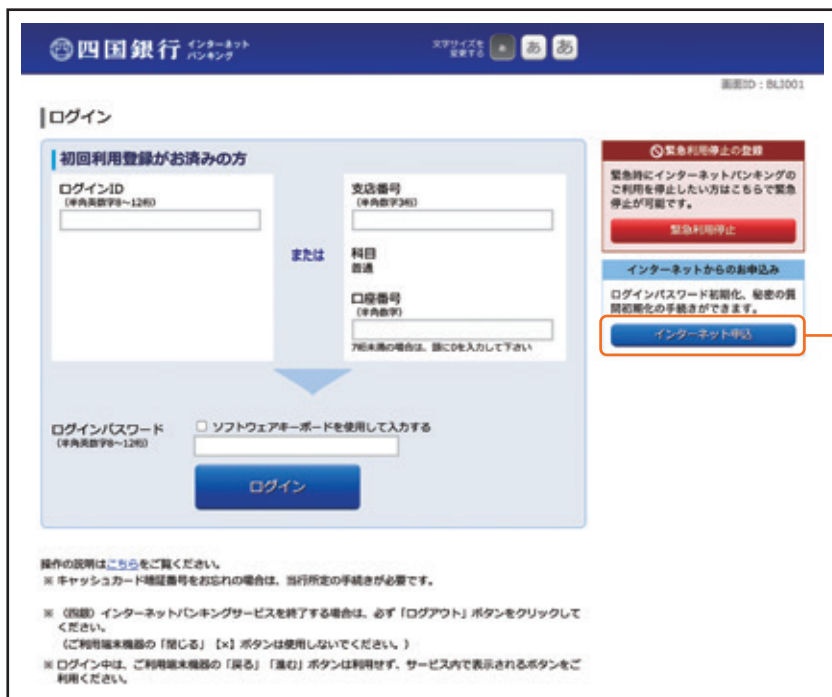 四国銀行 インターネット
バンキング
文字サイズを
変更する あ あ あ
画面ID：BLI001
ログイン
初回利用登録がお済みの方
ログインID
（半角英数字8～12桁）
または
支店番号
（半角数字3桁）
科目
普通
口座番号
（半角数字）
7桁未満の場合は、頭に0を入力して下さい
ログインパスワード
（半角英数字8～12桁）
ソフトウェアキーボードを使用して入力する
ログイン
緊急利用停止の登録
緊急時にインターネットバンキングの
ご利用を停止したい方はこちらで緊急
停止が可能です。
緊急利用停止
インターネットからのお申込み
ログインパスワード初期化、秘密の質
問初期化の手続きができます。
インターネット申込
操作の説明はこちらをご覧ください。
※ キャッシュカード暗証番号をお忘れの場合は、当行所定の手続きが必要です。
※ （四銀）インターネットバンキングサービスを終了する場合は、必ず「ログアウト」ボタンをクリックして
ください。
（ご利用端末機器の「閉じる」【×】ボタンは使用しないでください。）
※ ログイン中は、ご利用端末機器の「戻る」「進む」ボタンは利用せず、サービス内で表示されるボタンをご
利用ください。